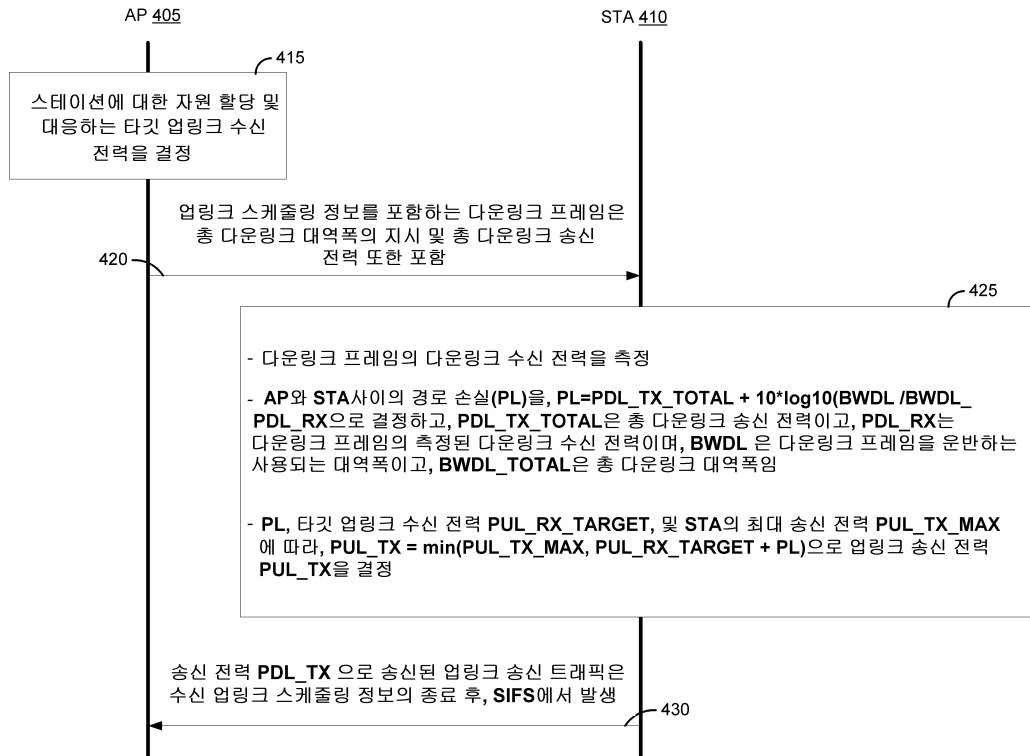 AP 405
STA 410
415
스테이션에 대한 자원 할당 및
대응하는 타깃 업링크 수신
전력을 결정
업링크 스케줄링 정보를 포함하는 다운링크 프레임은
총 다운링크 대역폭의 지시 및 총 다운링크 송신
전력 또한 포함
420
425
- 다운링크 프레임의 다운링크 수신 전력을 측정
- AP와 STA사이의 경로 손실(PL)을, PL=PDL_TX_TOTAL + 10*log10(BWDL /BWDL_
PDL_RX으로 결정하고, PDL_TX_TOTAL은 총 다운링크 송신 전력이고, PDL_RX는
다운링크 프레임의 측정된 다운링크 수신 전력이며, BWDL 은 다운링크 프레임을 운반하는
사용되는 대역폭이고, BWDL_TOTAL은 총 다운링크 대역폭임
- PL, 타깃 업링크 수신 전력 PUL_RX_TARGET, 및 STA의 최대 송신 전력 PUL_TX_MAX
에 따라, PUL_TX = min(PUL_TX_MAX, PUL_RX_TARGET + PL)으로 업링크 송신 전력
PUL_TX을 결정
송신 전력 PDL_TX 으로 송신된 업링크 송신 트래픽은
수신 업링크 스케줄링 정보의 종료 후, SIFS에서 발생
430